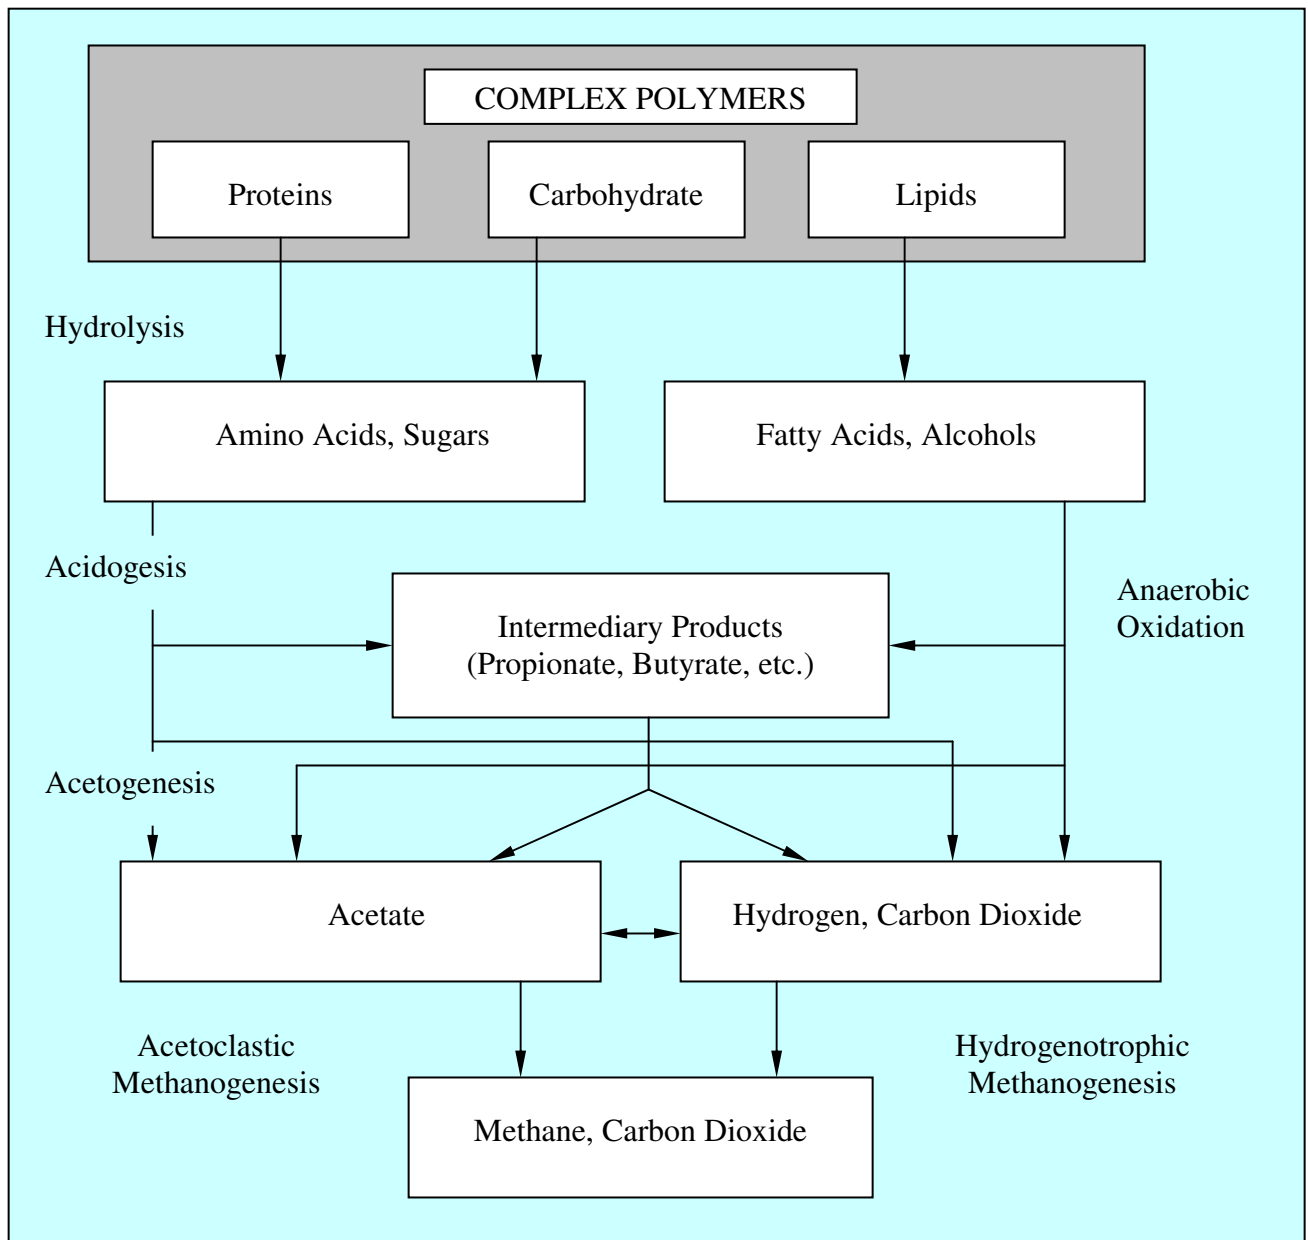 COMPLEX POLYMERS
Proteins
Carbohydrate
Lipids
Hydrolysis
Amino Acids, Sugars
Fatty Acids, Alcohols
Acidogesis
Anaerobic
Oxidation
Intermediary Products
(Propionate, Butyrate, etc.)
Acetogenesis
Acetate
Hydrogen, Carbon Dioxide
Acetoclastic
Methanogenesis
Hydrogenotrophic
Methanogenesis
Methane, Carbon Dioxide